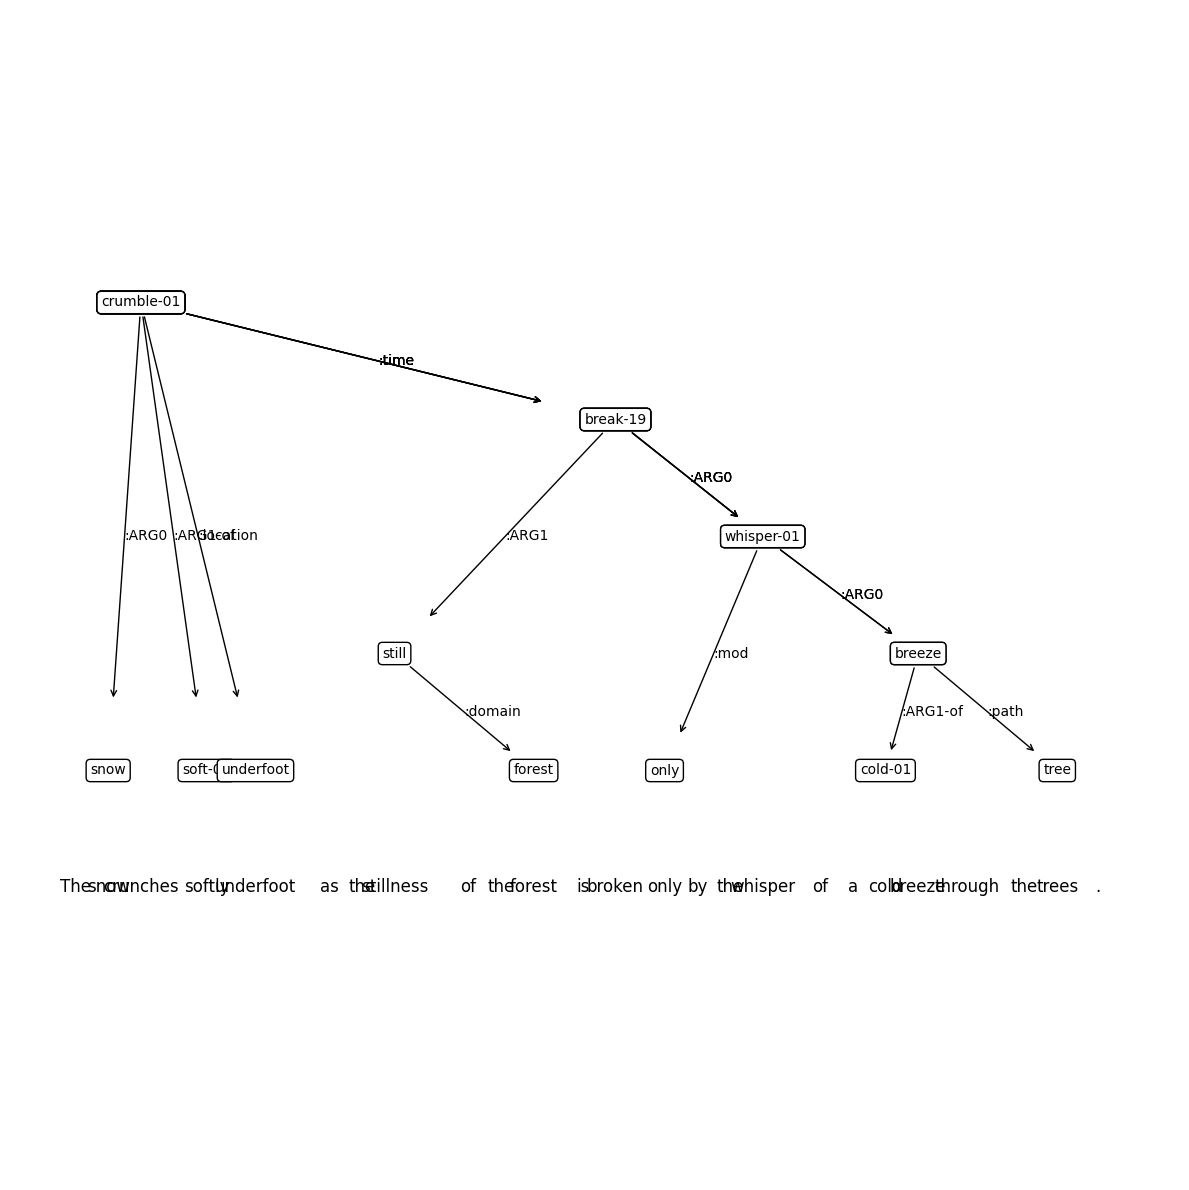 crumble-01
:time
break-19
:ARG0
whisper-01
:ARG0 :ARG1-of :location :ARG1
:ARG0
still :mod breeze
:domain :ARG1-of :path
snow underfoot forest only cold-01 tree
The snow crunches softly underfoot as the stillness of the forest is broken only by the whisper of a cold breeze through the trees .